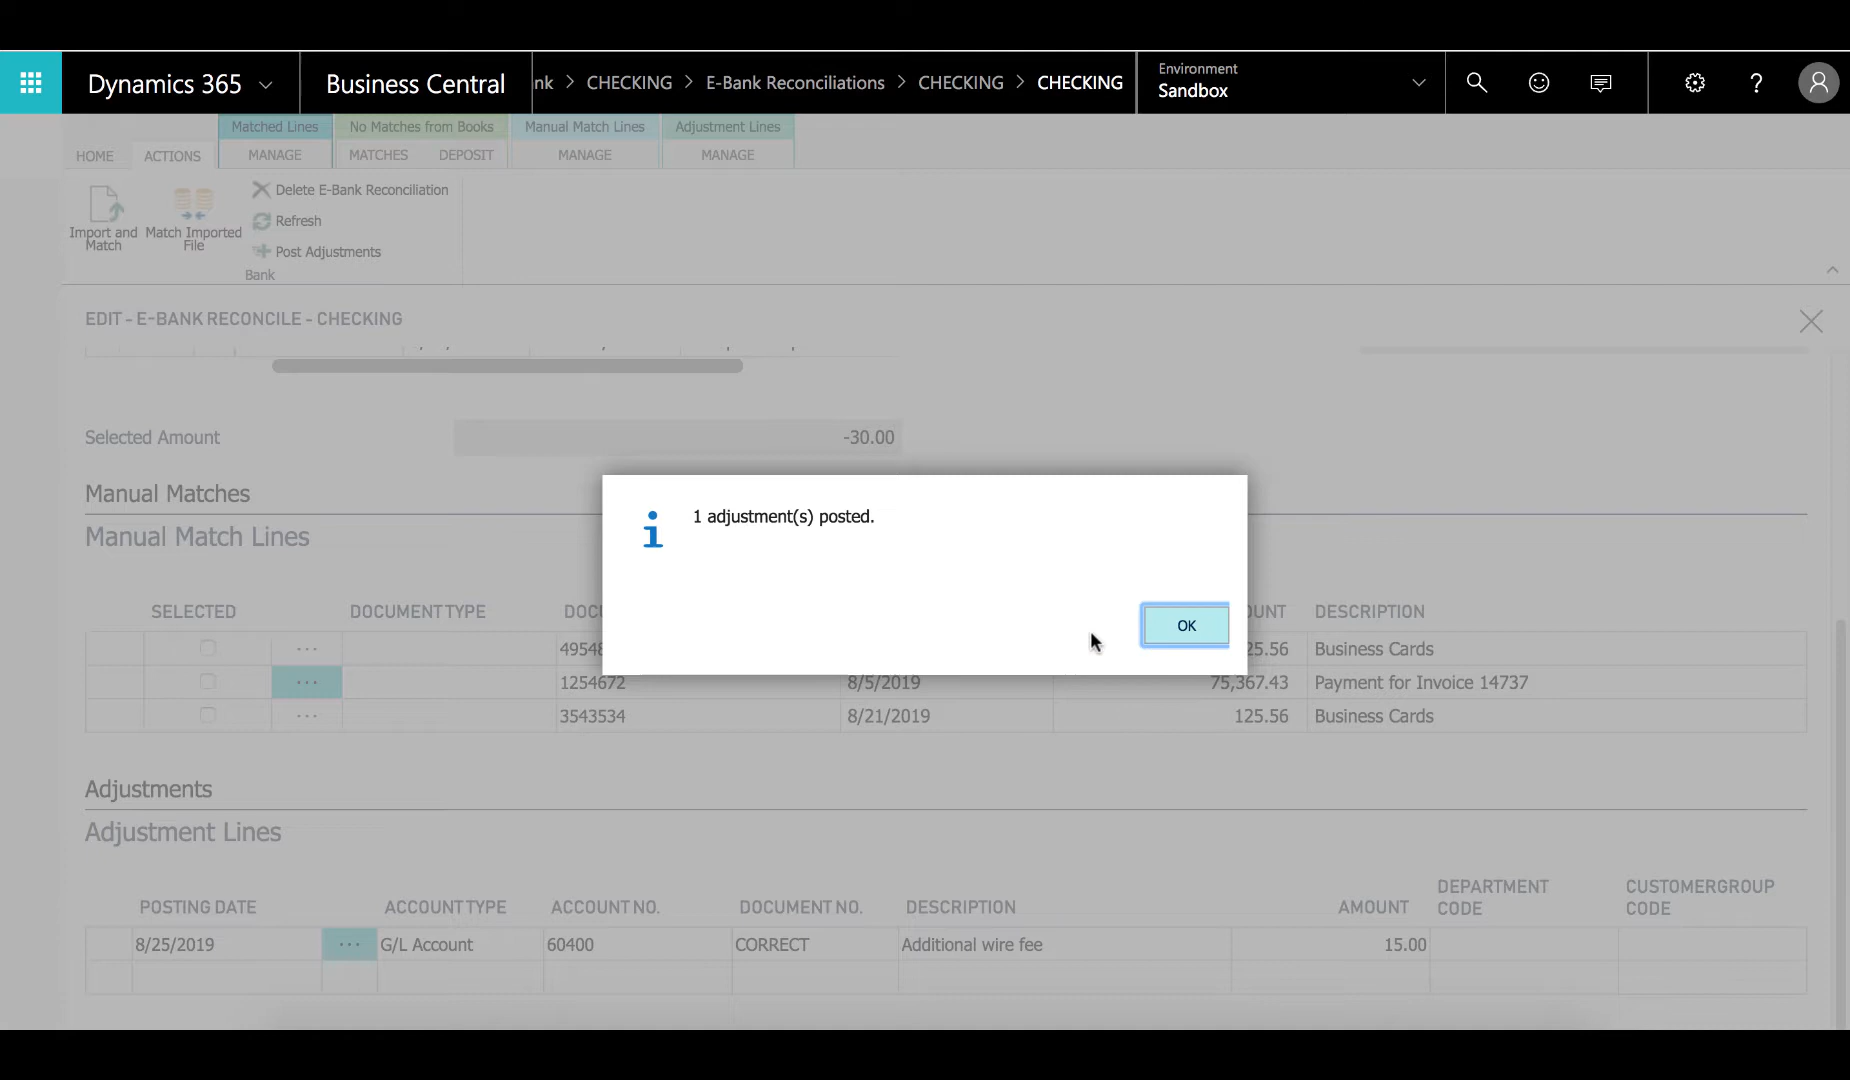 Dynamics 365
Business Central
nk > CHECKING > E-Bank Reconciliations > CHECKING > CHECKING
Environment
Sandbox
?
Matched Lines
No Matches from Books
Manual Match Lines
Adjustment Lines
HOME
ACTIONS
MANAGE
MATCHES
DEPOSIT
MANAGE
MANAGE
Import and
Match
Match Imported
File
Delete E-Bank Reconciliation
Refresh
Post Adjustments
Bank
EDIT - E-BANK RECONCILE - CHECKING
Selected Amount
-30.00
Manual Matches
Manual Match Lines
1 adjustment(s) posted.
OK
SELECTED
DOCUMENT TYPE
DOCU
OUNT
DESCRIPTION
49548
25.56
Business Cards
1254672
8/5/2019
75,367.43
Payment for Invoice 14737
3543534
8/21/2019
125.56
Business Cards
Adjustments
Adjustment Lines
POSTING DATE
ACCOUNT TYPE
ACCOUNT NO.
DOCUMENT NO.
DESCRIPTION
AMOUNT
DEPARTMENT
CODE
CUSTOMERGROUP
CODE
8/25/2019
G/L Account
60400
CORRECT
Additional wire fee
15.00